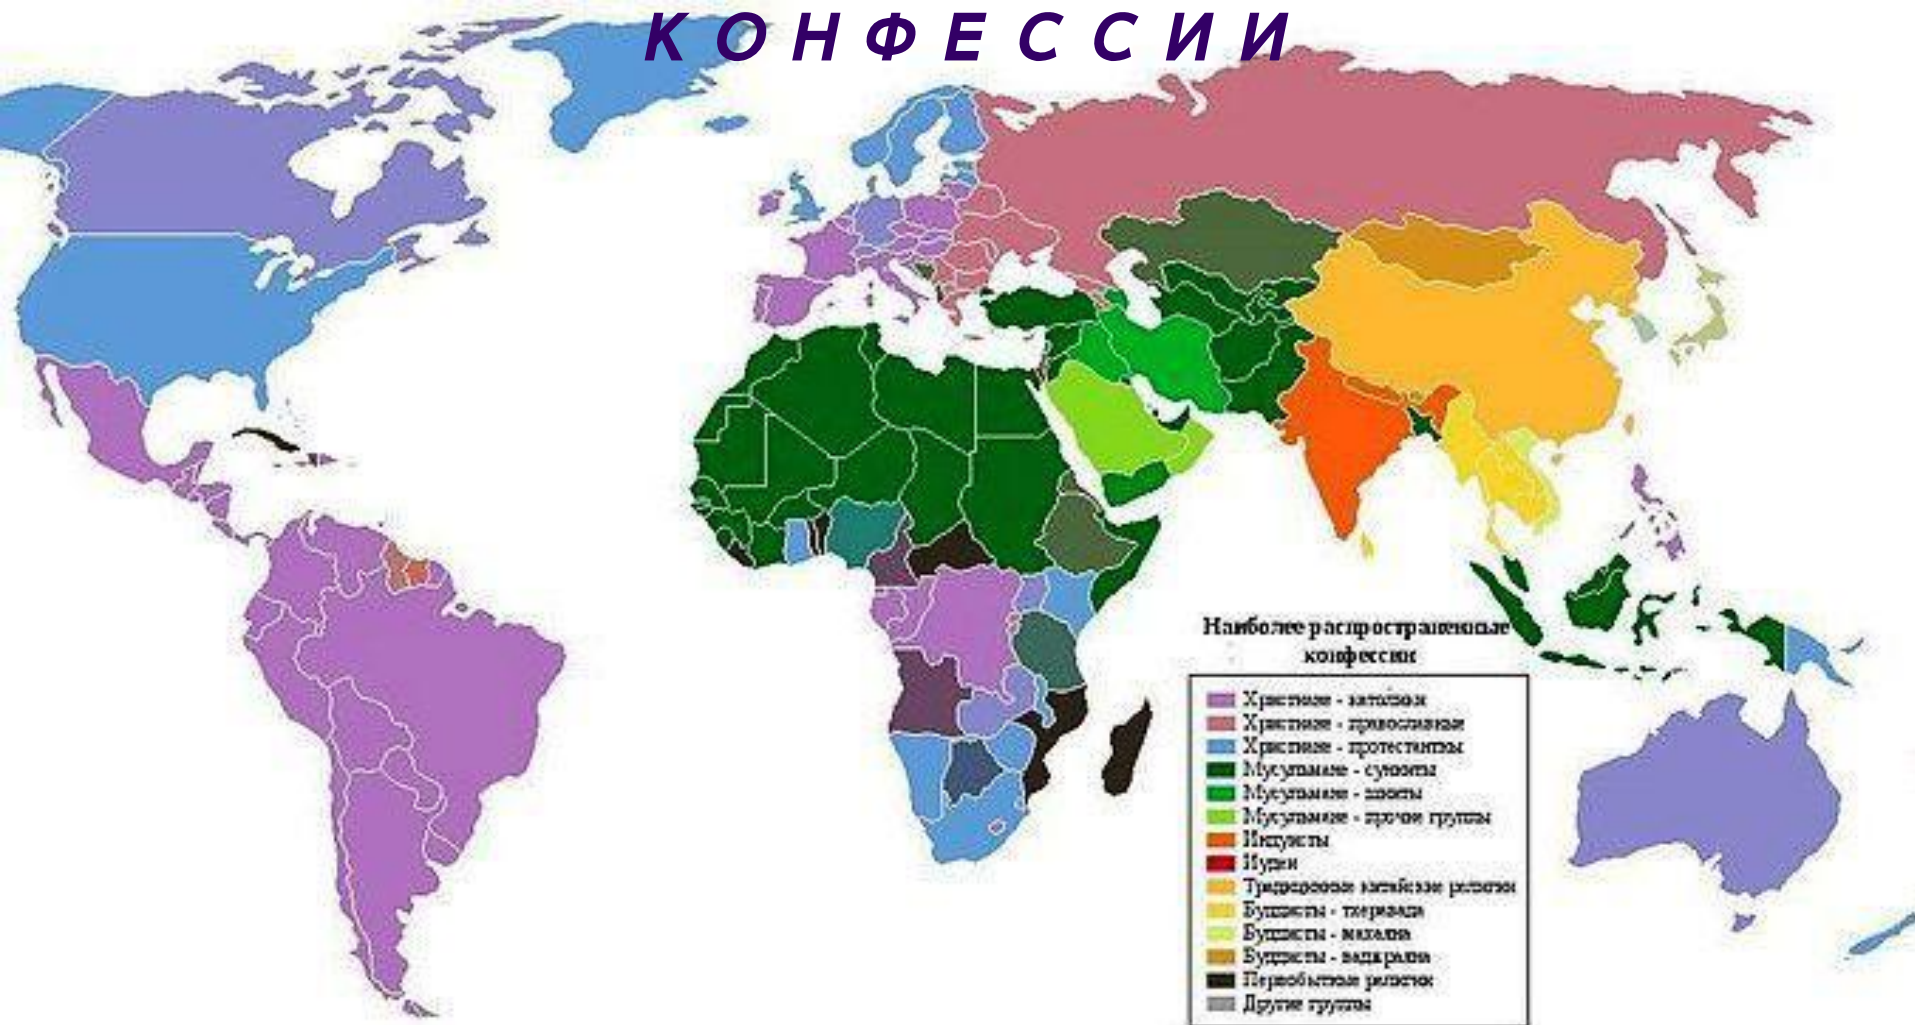 КОНФЕССИИ
Наиболее распространенные
конфессии
Христиане - католики
Христиане - православные
Христиане - протестанты
Мусульмане - сунниты
Мусульмане - шииты
Мусульмане - прочие группы
Индуисты
Иудеи
Традиционные китайские религии
Буддисты - тхеравада
Буддисты - махаяна
Буддисты - ваджраяна
Первобытные религии
Другие группы